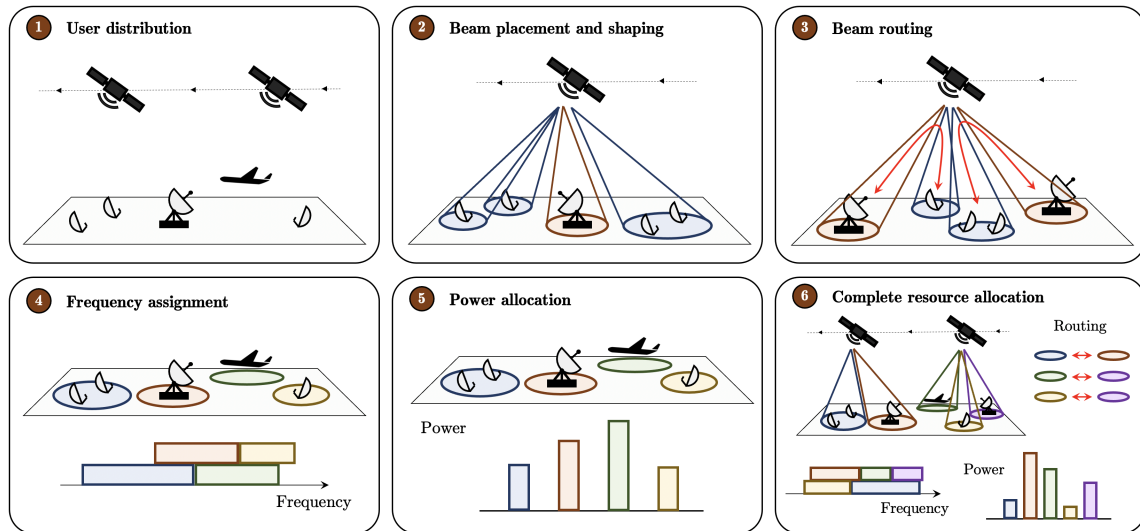 1 User distribution
2 Beam placement and shaping
3 Beam routing
4 Frequency assignment
Frequency
5 Power allocation
Power
6 Complete resource allocation
Routing
Power
Frequency